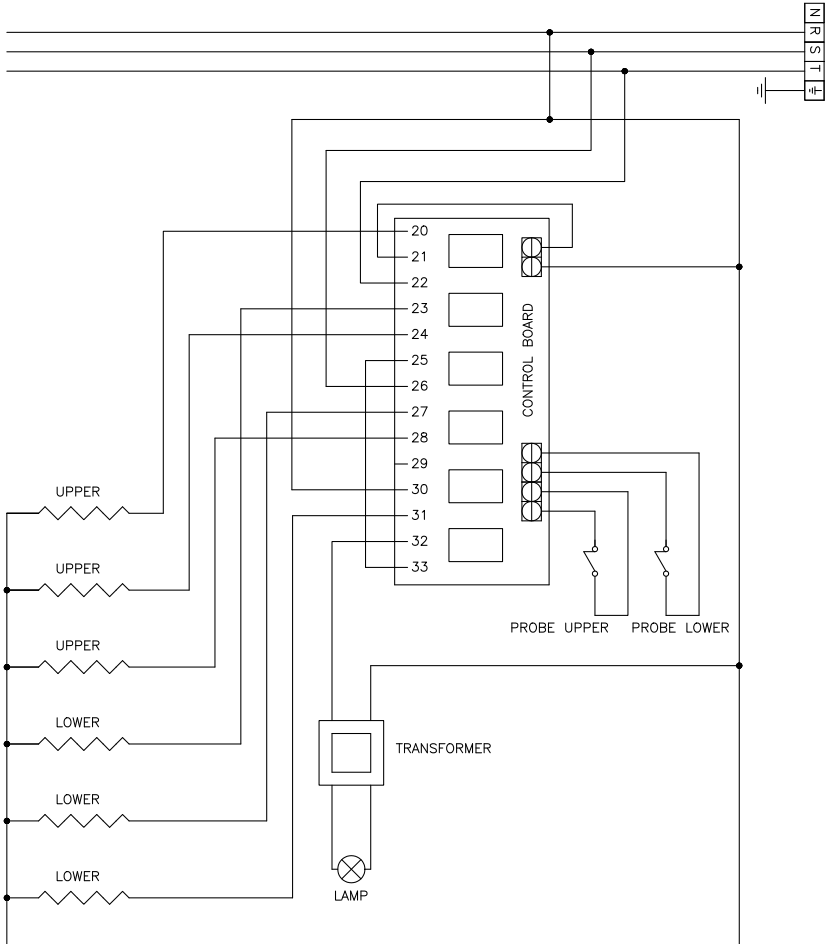 N
R
S
T
20
21
22
23
24
25
26
27
28
29
30
31
32
33
CONTROL BOARD
UPPER
UPPER
UPPER
LOWER
LOWER
LOWER
PROBE UPPER
PROBE LOWER
TRANSFORMER
LAMP